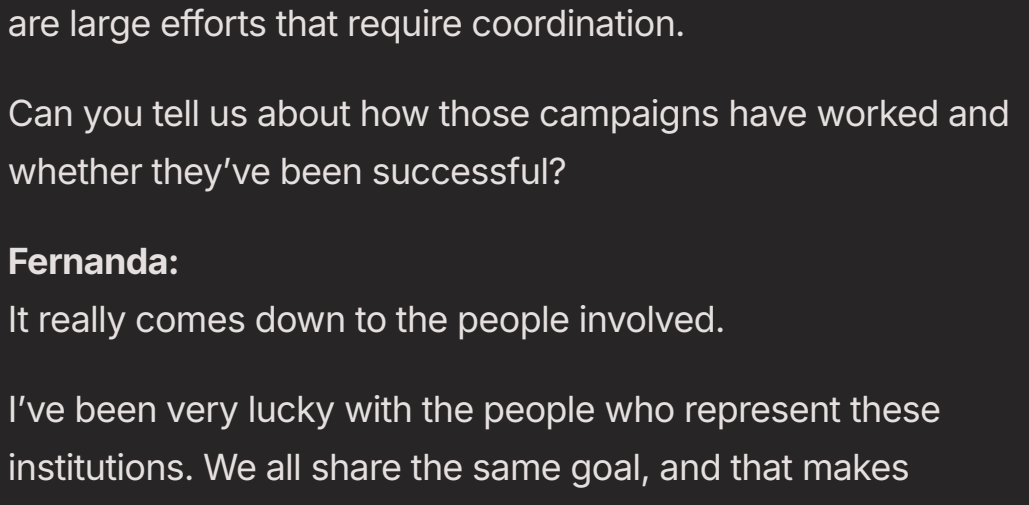 are large efforts that require coordination.
Can you tell us about how those campaigns have worked and
whether they’ve been successful?
Fernanda:
It really comes down to the people involved.
I’ve been very lucky with the people who represent these
institutions. We all share the same goal, and that makes